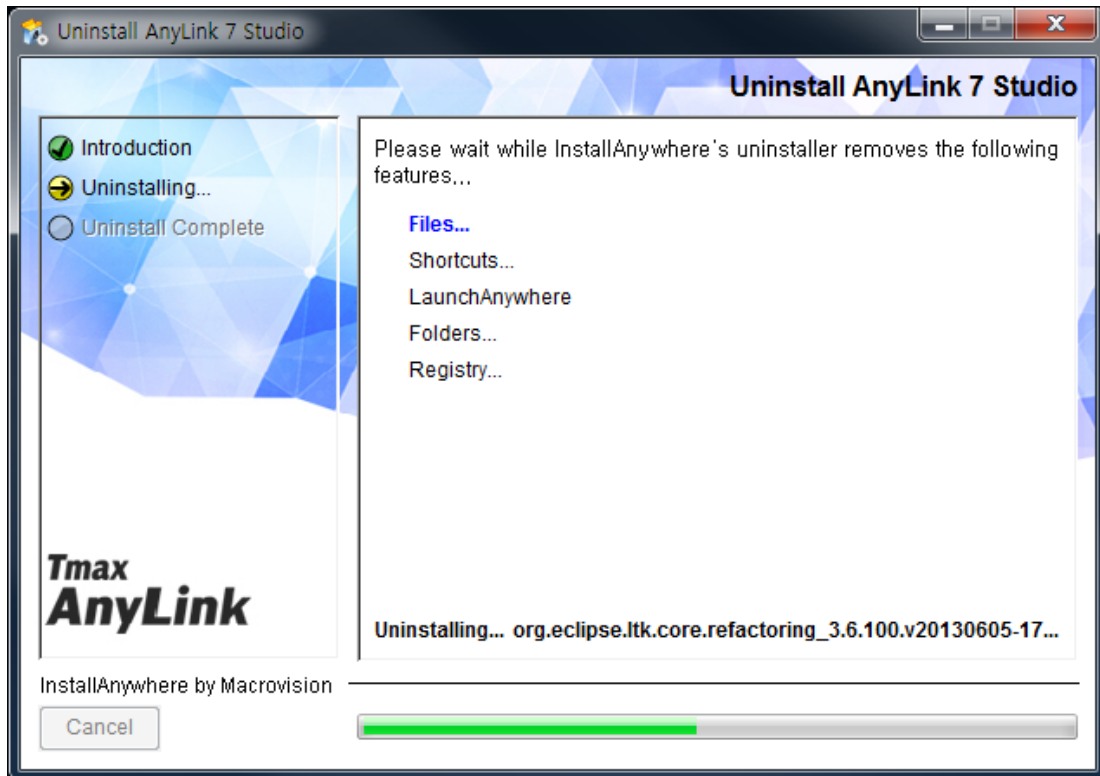 Uninstall AnyLink 7 Studio
Uninstall AnyLink 7 Studio
Introduction
Uninstalling...
Uninstall Complete
Please wait while InstallAnywhere's uninstaller removes the following
features...
Files...
Shortcuts...
LaunchAnywhere
Folders...
Registry...
Tmax
AnyLink
Uninstalling... org.eclipse.ltk.core.refactoring_3.6.100.v20130605-17...
InstallAnywhere by Macrovision
Cancel